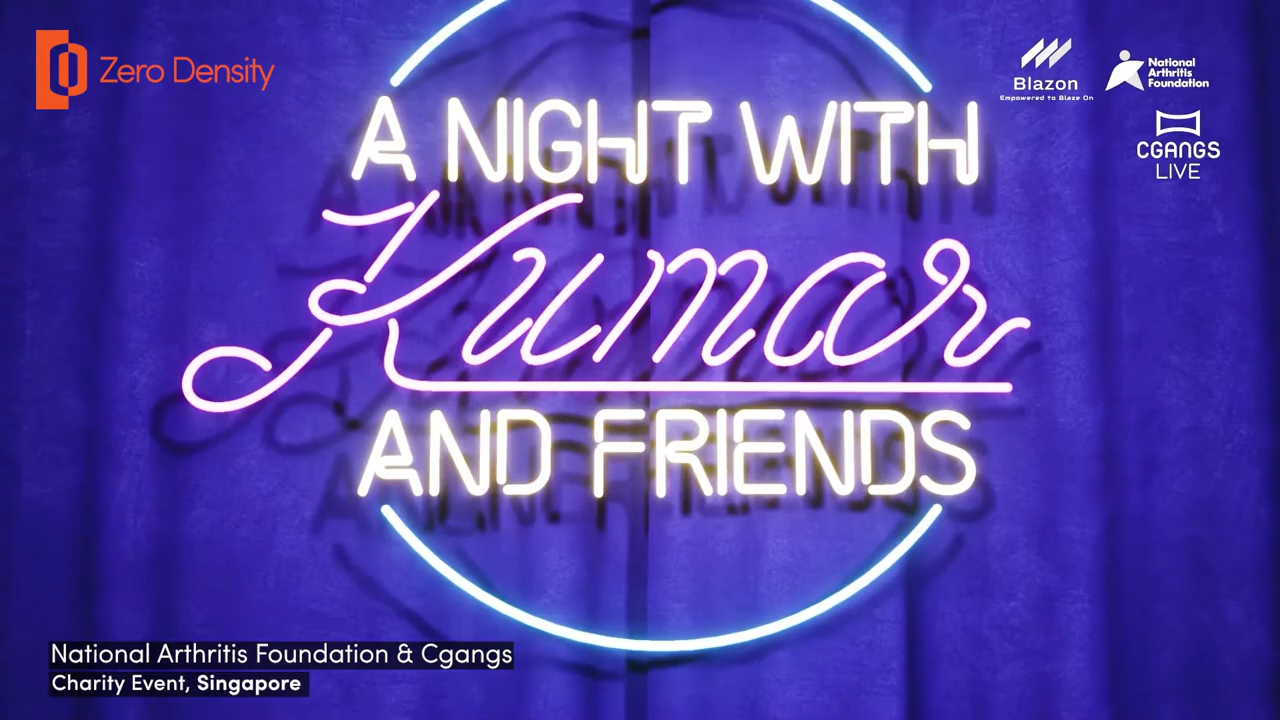 Zero Density
Blazon
Empowered to Blaze On
National
Arthritis
Foundation
CGANGS
LIVE
A NIGHT WITH
Kumar
AND FRIENDS
National Arthritis Foundation & Cgangs
Charity Event, Singapore